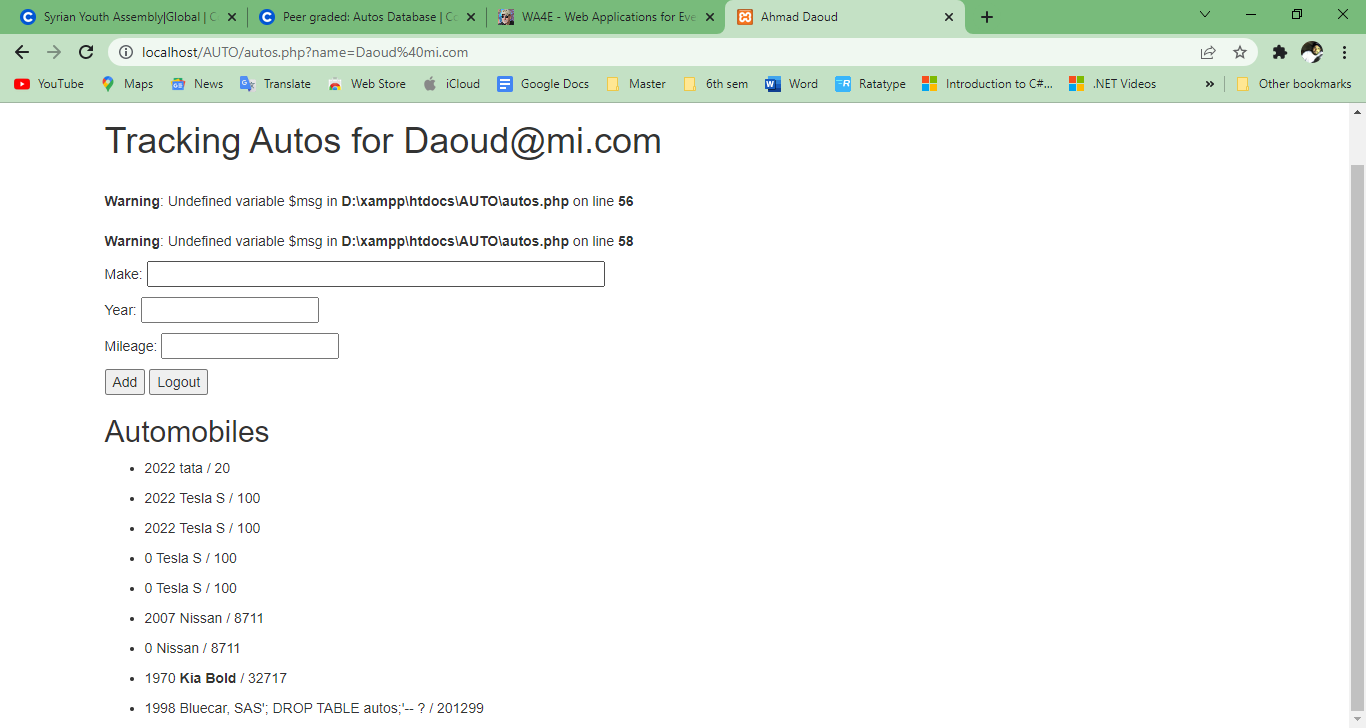 Syrian Youth Assembly|Global | C
Peer graded: Autos Database | Co
WA4E - Web Applications for Eve
Ahmad Daoud
localhost/AUTO/autos.php?name=Daoud%40mi.com
YouTube Maps News Translate Web Store iCloud Google Docs Master 6th sem Word Ratatype Introduction to C#... .NET Videos » Other bookmarks
Tracking Autos for Daoud@mi.com
Warning: Undefined variable $msg in D:\xampp\htdocs\AUTO\autos.php on line 56
Warning: Undefined variable $msg in D:\xampp\htdocs\AUTO\autos.php on line 58
Make:
Year:
Mileage:
Add Logout
Automobiles
• 2022 tata / 20
• 2022 Tesla S / 100
• 2022 Tesla S / 100
• 0 Tesla S / 100
• 0 Tesla S / 100
• 2007 Nissan / 8711
• 0 Nissan / 8711
• 1970 Kia Bold / 32717
• 1998 Bluecar, SAS'; DROP TABLE autos;'-- ? / 201299